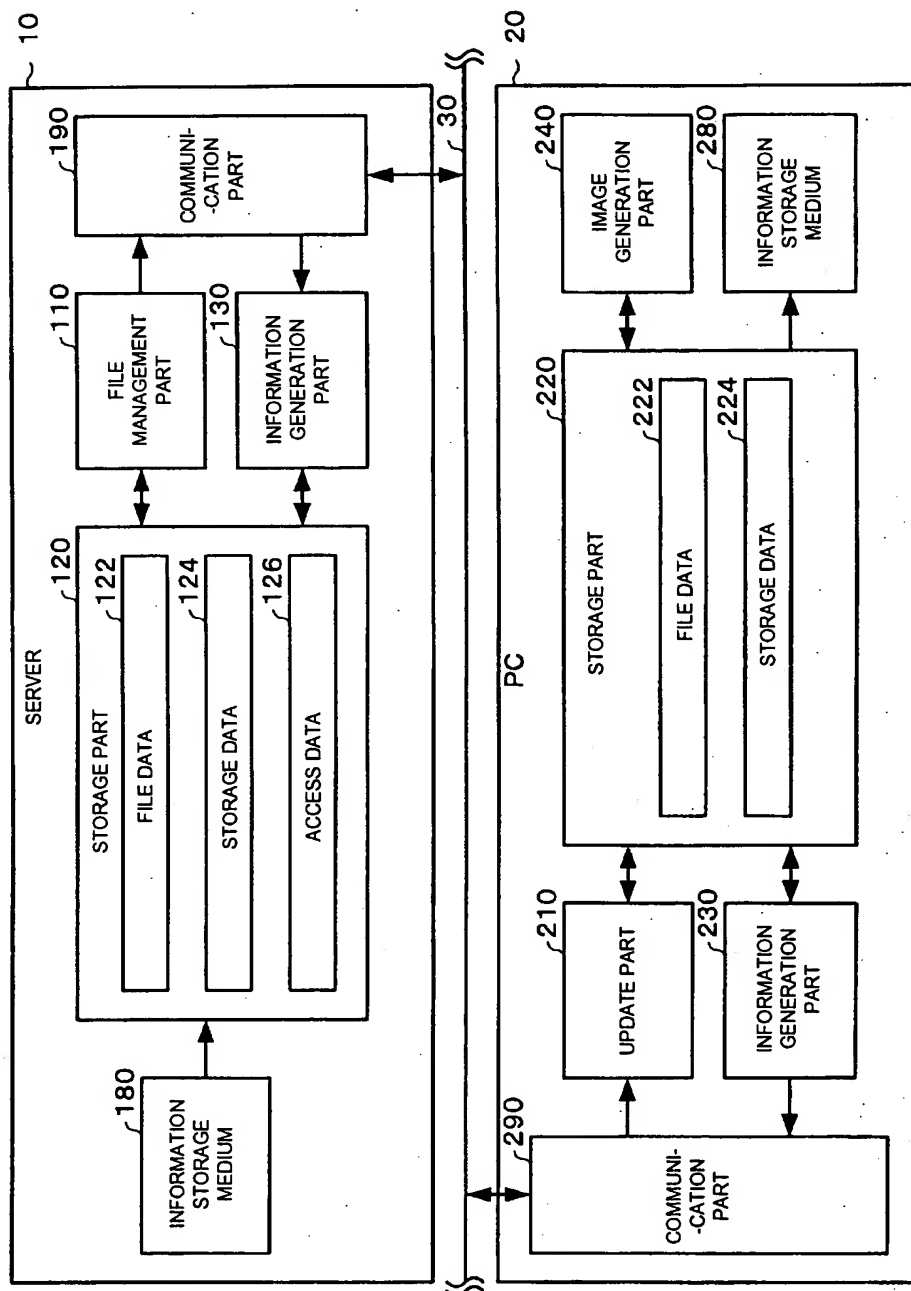 10
SERVER
180
INFORMATION
STORAGE
MEDIUM
120
STORAGE PART
122
FILE DATA
124
STORAGE DATA
126
ACCESS DATA
110
FILE
MANAGEMENT
PART
130
INFORMATION
GENERATION
PART
190
COMMUNI-
-CATION
PART
30
20
PC
290
COMMUNI-
-CATION
PART
210
UPDATE PART
230
INFORMATION
GENERATION
PART
220
STORAGE PART
222
FILE DATA
224
STORAGE DATA
240
IMAGE
GENERATION
PART
280
INFORMATION
STORAGE
MEDIUM